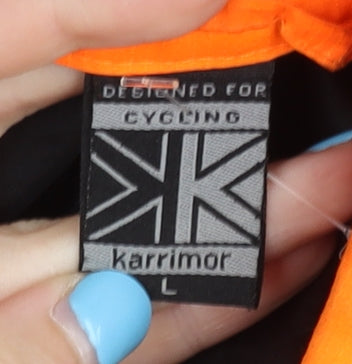 DESIGNED FOR
CYCLING
karrimor
L